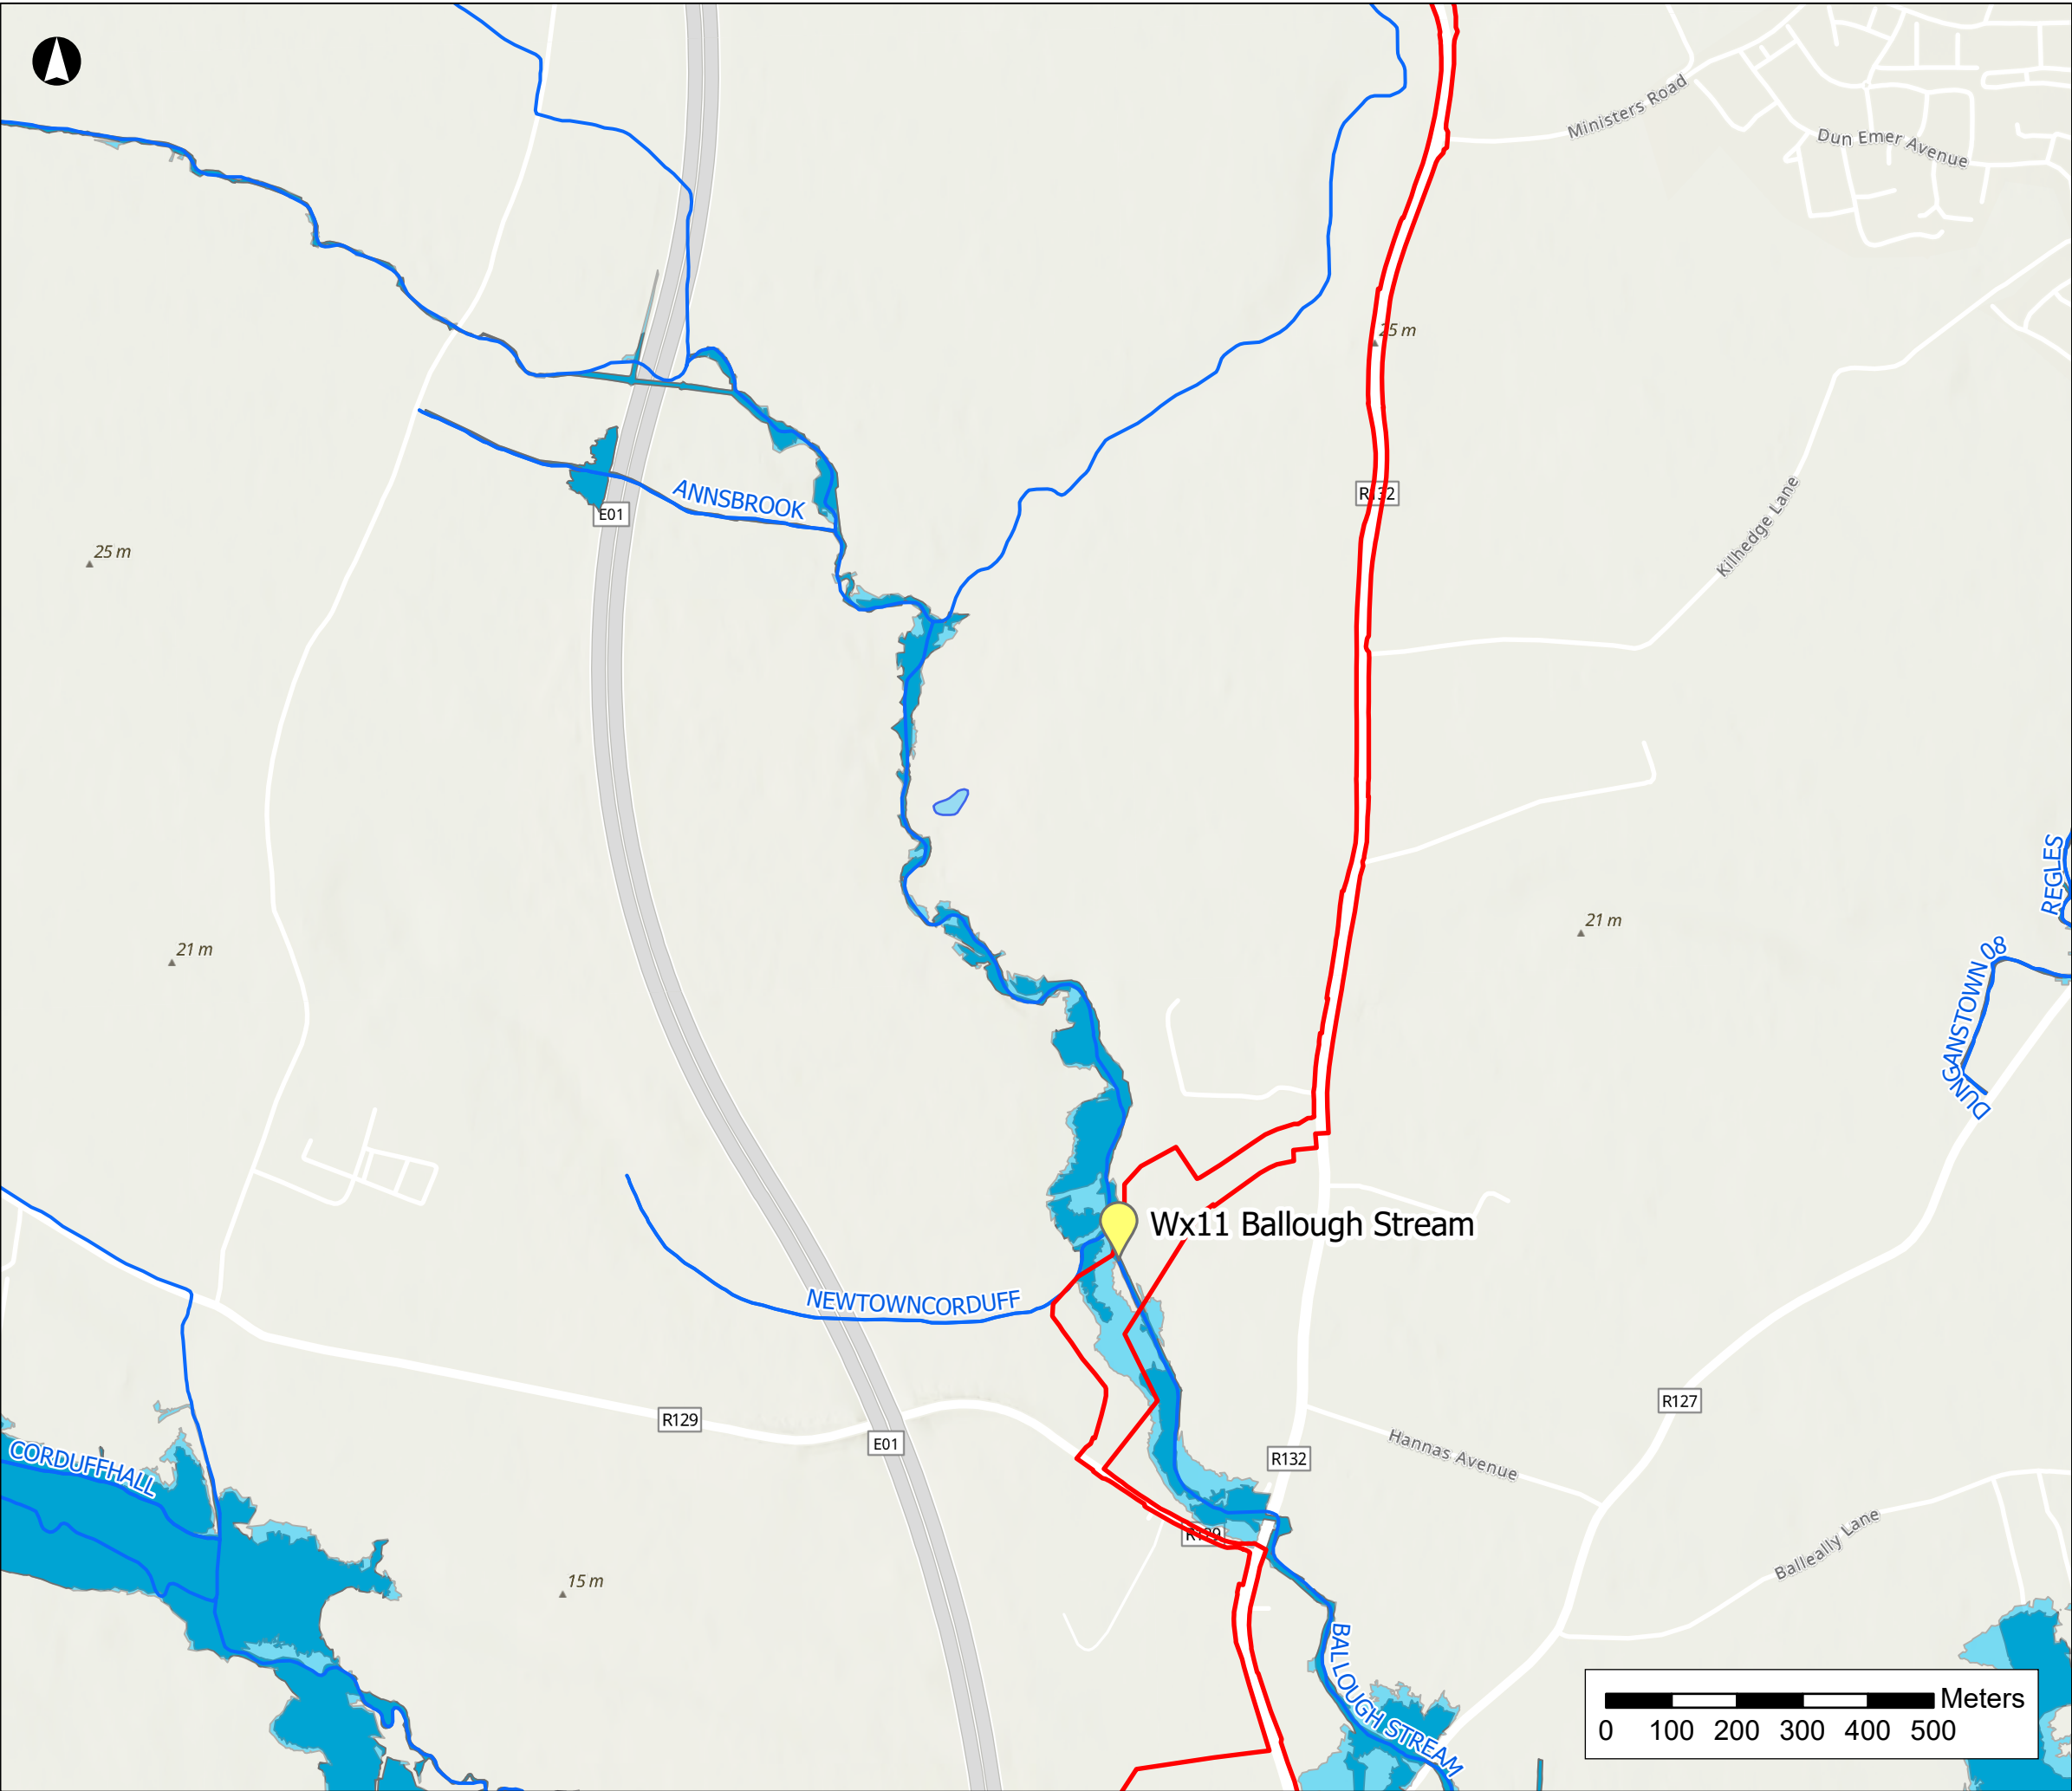 Ministers Road
Dun Emer Avenue
25 m
R132
ANNSBROOK
E01
Kilhedge Lane
25 m
REGLES
21 m
21 m
DUNGANSTOWN 08
Wx11 Ballough Stream
NEWTOWNCORDUFF
R127
R129
E01
Hannas Avenue
R132
CORDUFFHALL
R129
Balleally Lane
15 m
BALLOUGH STREAM
Meters
0 100 200 300 400 500